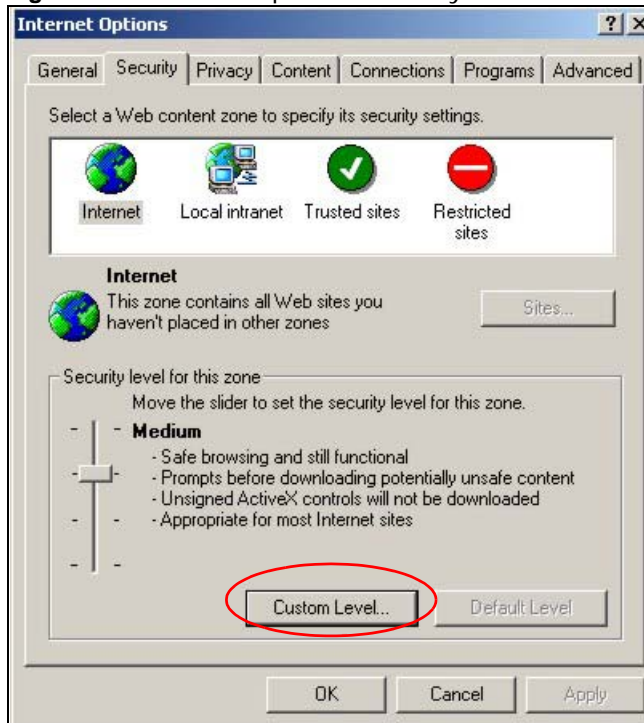 Internet Options
General Security Privacy Content Connections Programs Advanced
Select a Web content zone to specify its security settings.
Internet Local intranet Trusted sites Restricted sites
Internet
This zone contains all Web sites you
haven't placed in other zones
Sites...
Security level for this zone
Move the slider to set the security level for this zone.
Medium
- Safe browsing and still functional
- Prompts before downloading potentially unsafe content
- Unsigned ActiveX controls will not be downloaded
- Appropriate for most Internet sites
Custom Level... Default Level
OK Cancel Apply